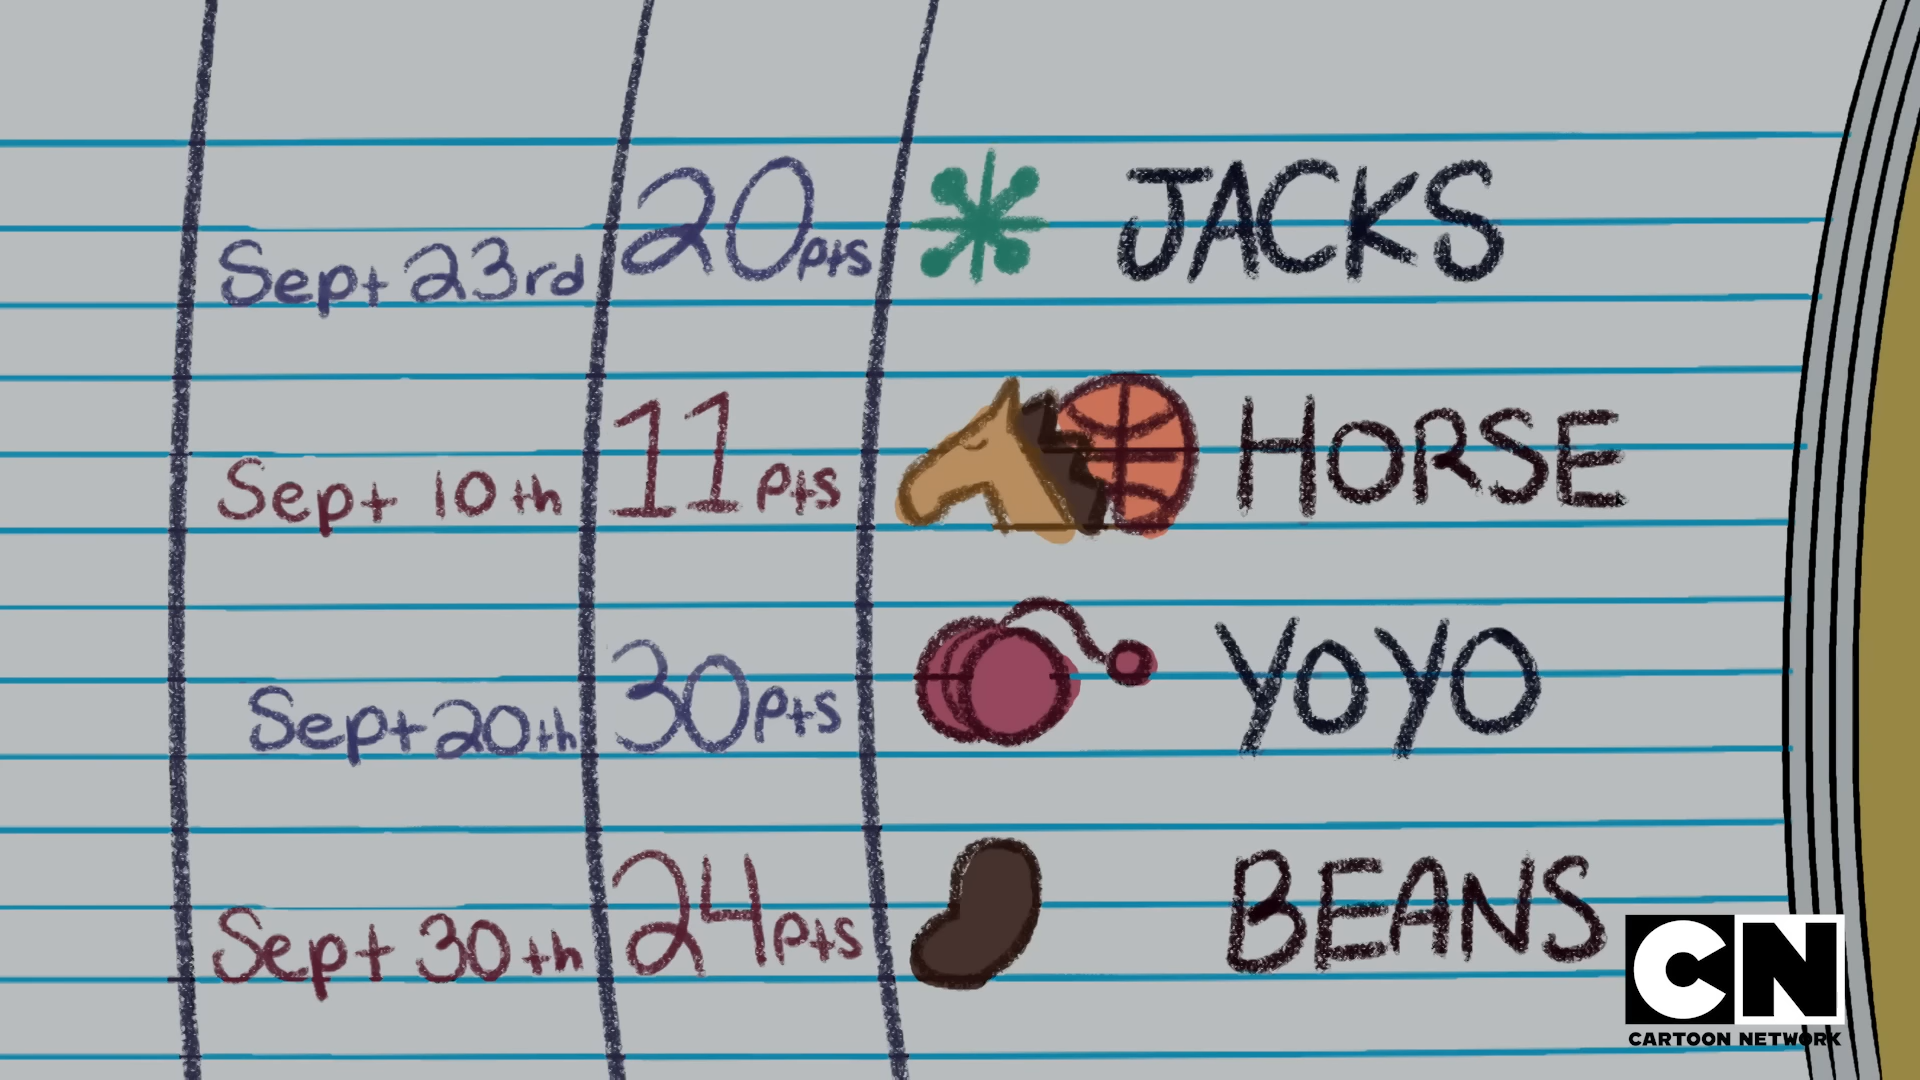 Sept 23rd 20pts JACKS
Sept 10th 11pts HORSE
Sept 20th 30pts YOYO
Sept 30th 24pts BEANS
CN
CARTOON NETWORK